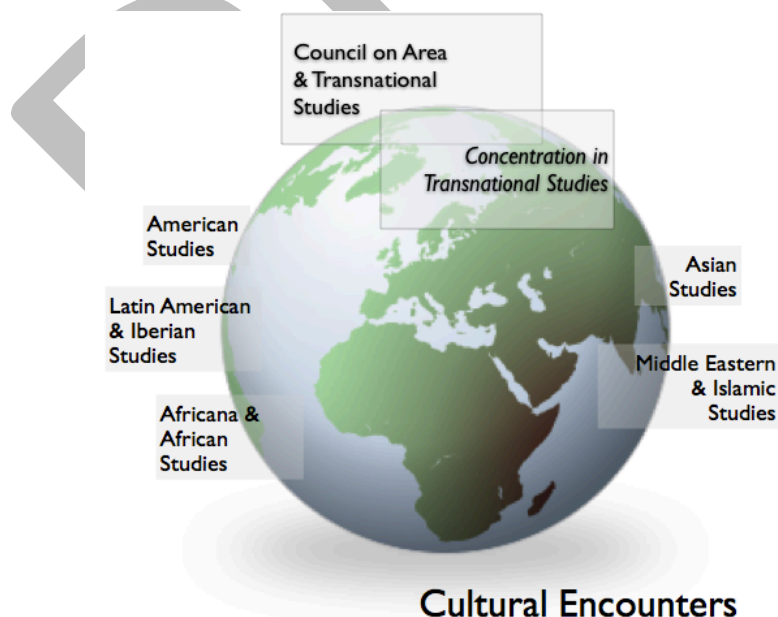 Council on Area
& Transnational
Studies
Concentration in
Transnational Studies
American
Studies
Latin American
& Iberian
Studies
Africana &
African
Studies
Asian
Studies
Middle Eastern
& Islamic
Studies
Cultural Encounters